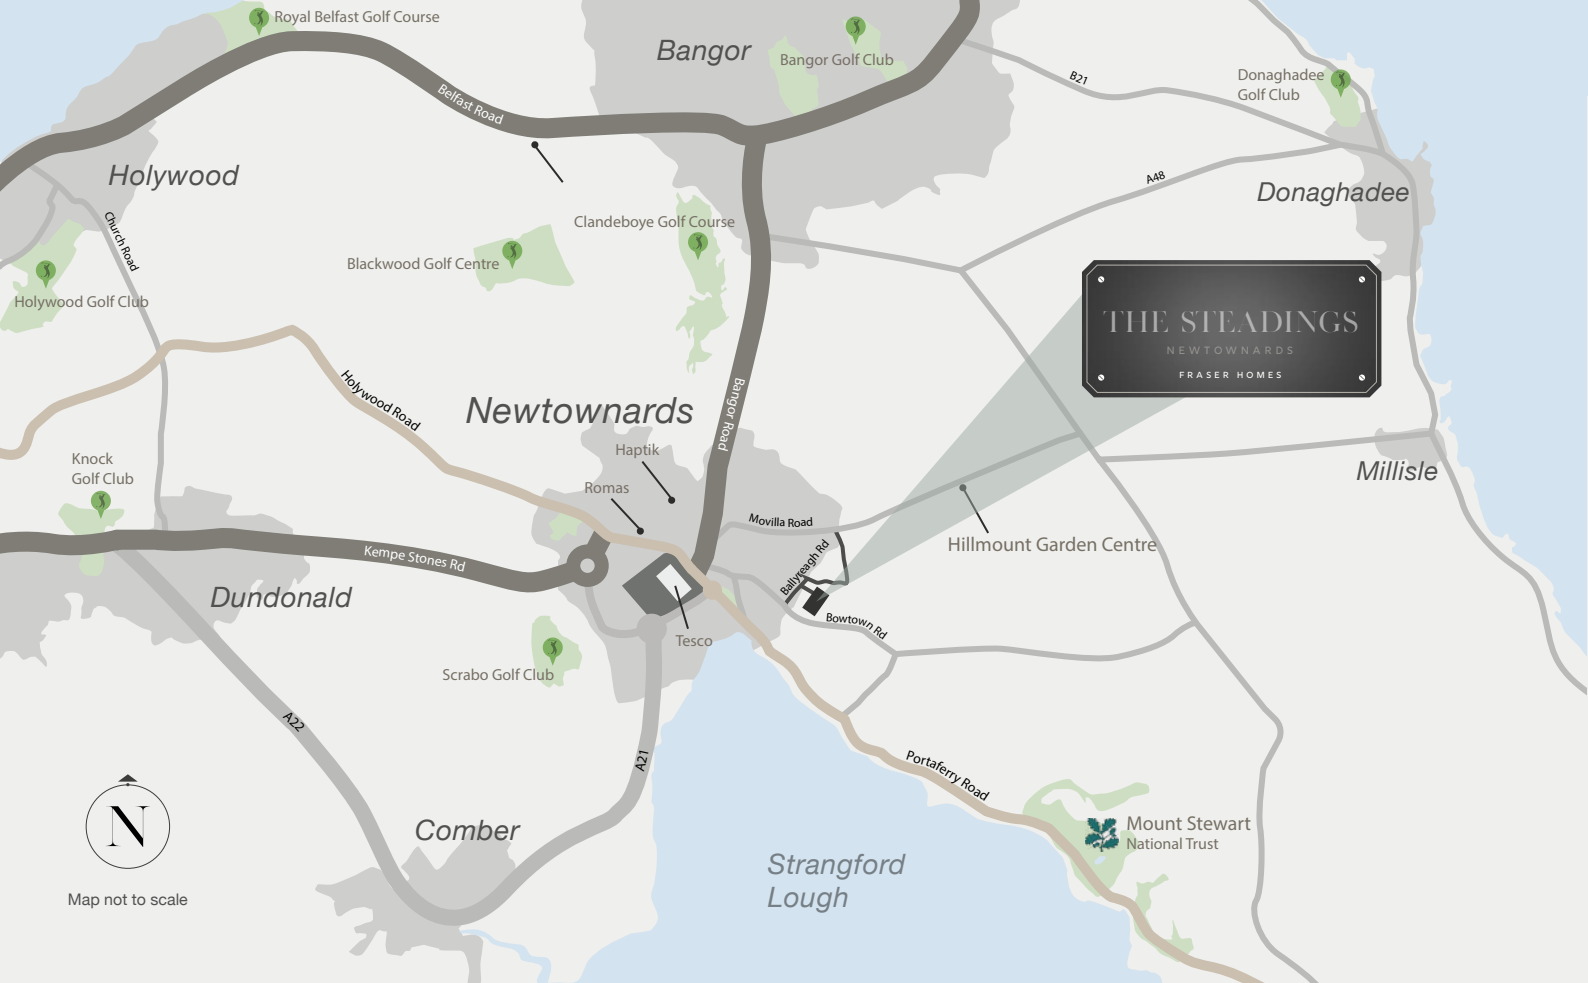 Royal Belfast Golf Course
Bangor
Bangor Golf Club
B21
Donaghadee
Golf Club
Belfast Road
Holywood
A48
Donaghadee
Church Road
Clandeboye Golf Course
Blackwood Golf Centre
Holywood Golf Club
THE STEADINGS
NEWTOWNARDS
FRASER HOMES
Holywood Road
Newtownards
Bangor Road
Haptik
Knock
Golf Club
Romas
Millisle
Movilla Road
Hillmount Garden Centre
Kempe Stones Rd
Ballyreagh Rd
Dundonald
Bowtown Rd
Tesco
Scrabo Golf Club
A22
A21
Portaferry Road
N
Comber
Mount Stewart
National Trust
Strangford
Lough
Map not to scale